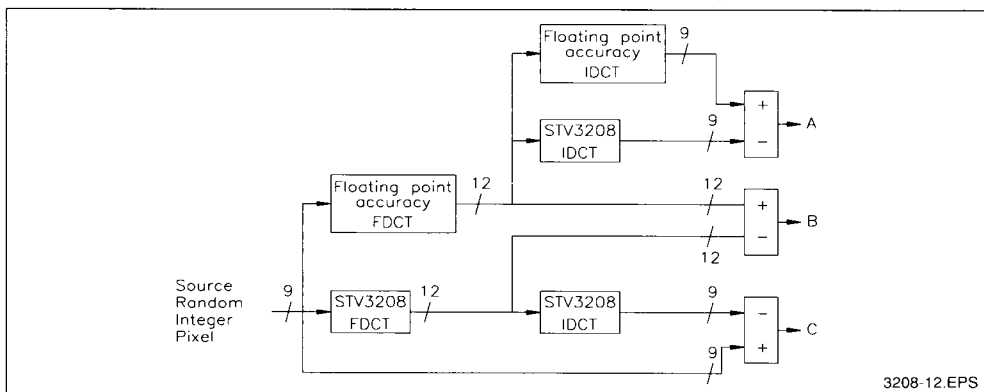 Floating point
accuracy
IDCT
9
+
−
A
STV3208
IDCT
9
Floating point
accuracy
FDCT
12
12
+
−
B
12
Source
Random
Integer
Pixel
9
STV3208
FDCT
12
STV3208
IDCT
9
−
+
C
9
3208-12.EPS